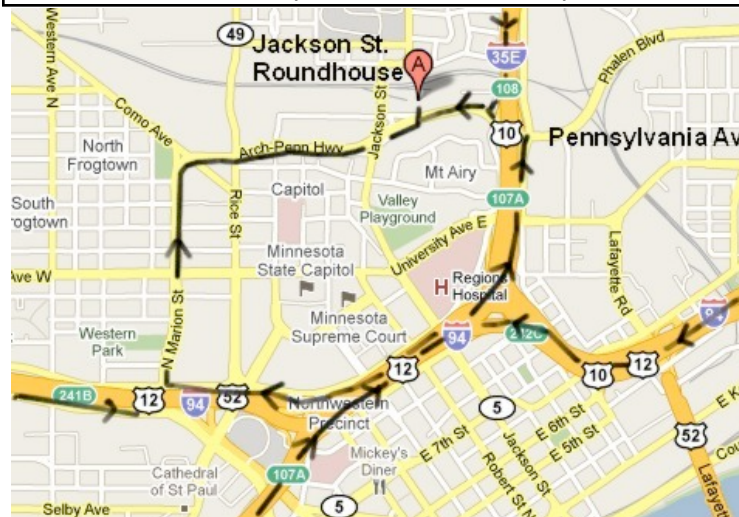 Western Ave N
Como Ave
49
Jackson St.
Roundhouse
A
35E
Phalen Blvd
108
10
Pennsylvania Av
North
Frogtown
Arch-Penn Hwy
Jackson St
Mt Airy
South
rogtown
Capitol
Rice St
Valley
Playground
107A
University Ave E
Lafayette Rd
Minnesota
State Capitol
Ave W
H
Regions
Hospital
N Marion St
Minnesota
Supreme Court
94
Western
Park
12
10
12
241B
12
94
52
Northwestern
Precinct
5
E 7th St
E 6th St
E 5th St
Jackson St
Robert St N
52
Lafayette
107A
Mickey's
Diner
Cathedral
of St Paul
5
Selby Ave